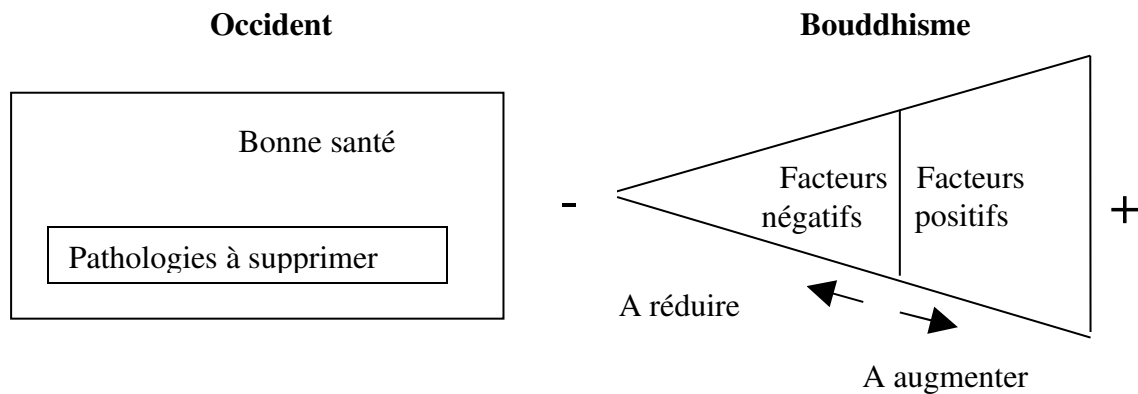 Occident
Bonne santé
Pathologies à supprimer
Bouddhisme
-
Facteurs
négatifs
Facteurs
positifs
+
A réduire
A augmenter